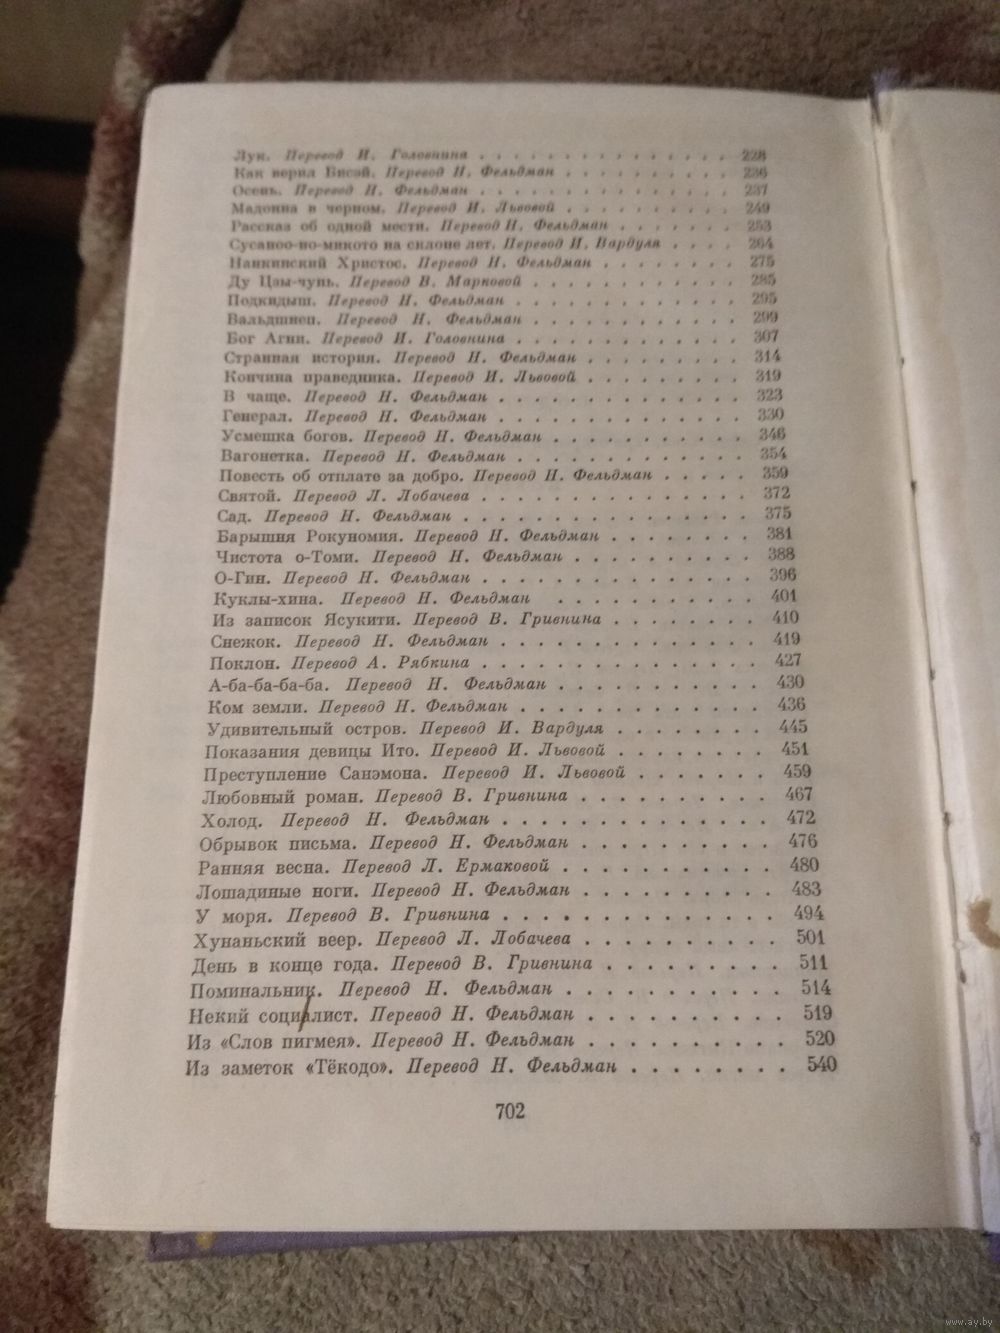 Лук. Перевод И. Головнина . . . . . . . . . . . . . 228
Как верил Бисэй. Перевод Н. Фельдман . . . . . . . . . 236
Осень. Перевод Н. Фельдман . . . . . . . . . . . . . 237
Мадонна в черном. Перевод И. Львовой . . . . . . . . . 249
Рассказ об одной мести. Перевод Н. Фельдман . . . . . . . 253
Сусаноо-но-микото на склоне лет. Перевод И. Вардуля . . . . 264
Нанкинский Христос. Перевод Н. Фельдман . . . . . . . 275
Ду Цзы-чунь. Перевод В. Марковой . . . . . . . . . . . 285
Подкидыш. Перевод Н. Фельдман . . . . . . . . . . . . 295
Вальдшнеп. Перевод Н. Фельдман . . . . . . . . . . . 299
Бог Агни. Перевод И. Головнина . . . . . . . . . . . . 307
Странная история. Перевод Н. Фельдман . . . . . . . . 314
Кончина праведника. Перевод И. Львовой . . . . . . . . 319
В чаще. Перевод Н. Фельдман . . . . . . . . . . . . . 323
Генерал. Перевод Н. Фельдман . . . . . . . . . . . . . 330
Усмешка богов. Перевод Н. Фельдман . . . . . . . . . . 346
Вагонетка. Перевод Н. Фельдман . . . . . . . . . . . . 354
Повесть об отплате за добро. Перевод Н. Фельдман . . . . . 359
Святой. Перевод Л. Лобачева . . . . . . . . . . . . . . 372
Сад. Перевод Н. Фельдман . . . . . . . . . . . . . . . 375
Барышня Рокуномия. Перевод Н. Фельдман . . . . . . . 381
Чистота о-Томи. Перевод Н. Фельдман . . . . . . . . . 388
О-Гин. Перевод Н. Фельдман . . . . . . . . . . . . . . 396
Куклы-хина. Перевод Н. Фельдман . . . . . . . . . . 401
Из записок Ясукити. Перевод В. Гривнина . . . . . . . 410
Снежок. Перевод Н. Фельдман . . . . . . . . . . . . . 419
Поклон. Перевод А. Рябкина . . . . . . . . . . . . . . 427
А-ба-ба-ба-ба. Перевод Н. Фельдман . . . . . . . . . . 430
Ком земли. Перевод Н. Фельдман . . . . . . . . . . . . 436
Удивительный остров. Перевод И. Вардуля . . . . . . . 445
Показания девицы Ито. Перевод И. Львовой . . . . . . . 451
Преступление Санэмона. Перевод И. Львовой . . . . . . 459
Любовный роман. Перевод В. Гривнина . . . . . . . . . 467
Холод. Перевод Н. Фельдман . . . . . . . . . . . . . 472
Обрывок письма. Перевод Н. Фельдман . . . . . . . . . 476
Ранняя весна. Перевод Л. Ермаковой . . . . . . . . . . 480
Лошадиные ноги. Перевод Н. Фельдман . . . . . . . . . 483
У моря. Перевод В. Гривнина . . . . . . . . . . . . . 494
Хунаньский веер. Перевод Л. Лобачева . . . . . . . . . 501
День в конце года. Перевод В. Гривнина . . . . . . . . 511
Поминальник. Перевод Н. Фельдман . . . . . . . . . . 514
Некий социалист. Перевод Н. Фельдман . . . . . . . . . 519
Из «Слов пигмея». Перевод Н. Фельдман . . . . . . . . . 520
Из заметок «Тёкодо». Перевод Н. Фельдман . . . . . . . 540
702
www.ay.by